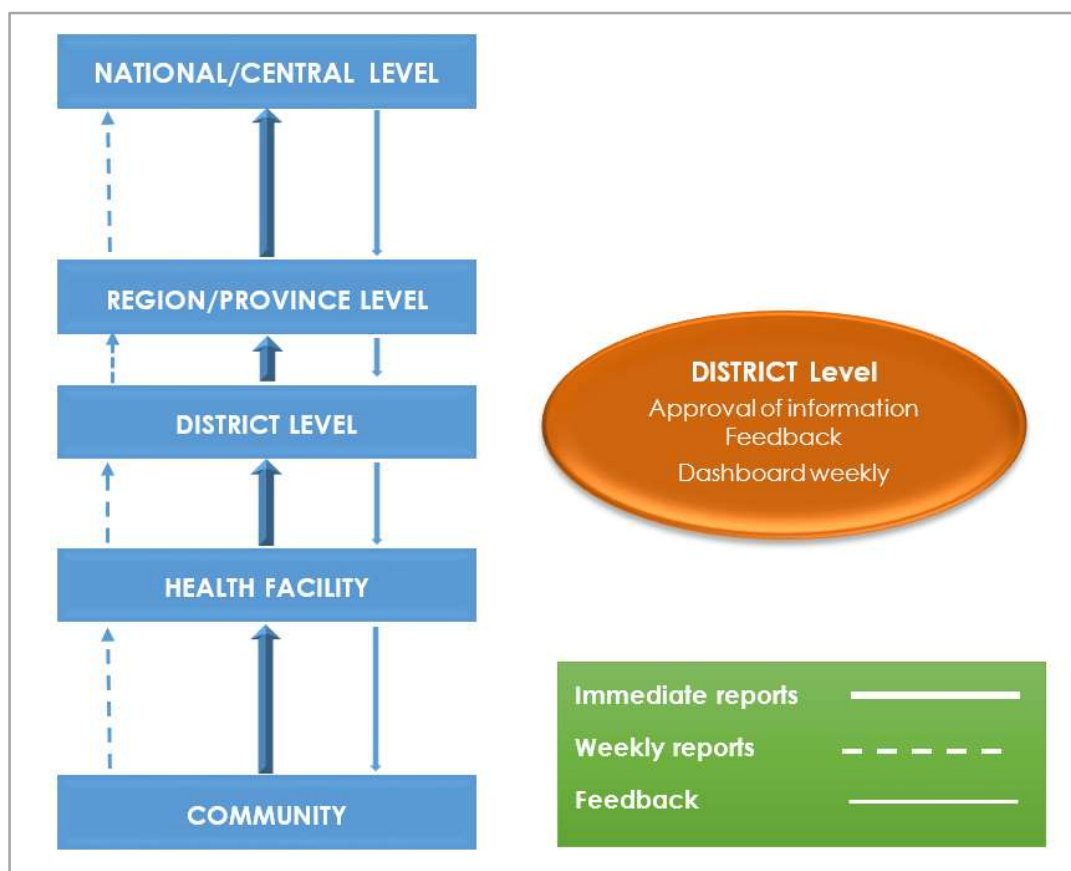 NATIONAL/CENTRAL LEVEL
REGION/PROVINCE LEVEL
DISTRICT LEVEL
HEALTH FACILITY
COMMUNITY
DISTRICT Level
Approval of information
Feedback
Dashboard weekly
Immediate reports
Weekly reports
Feedback